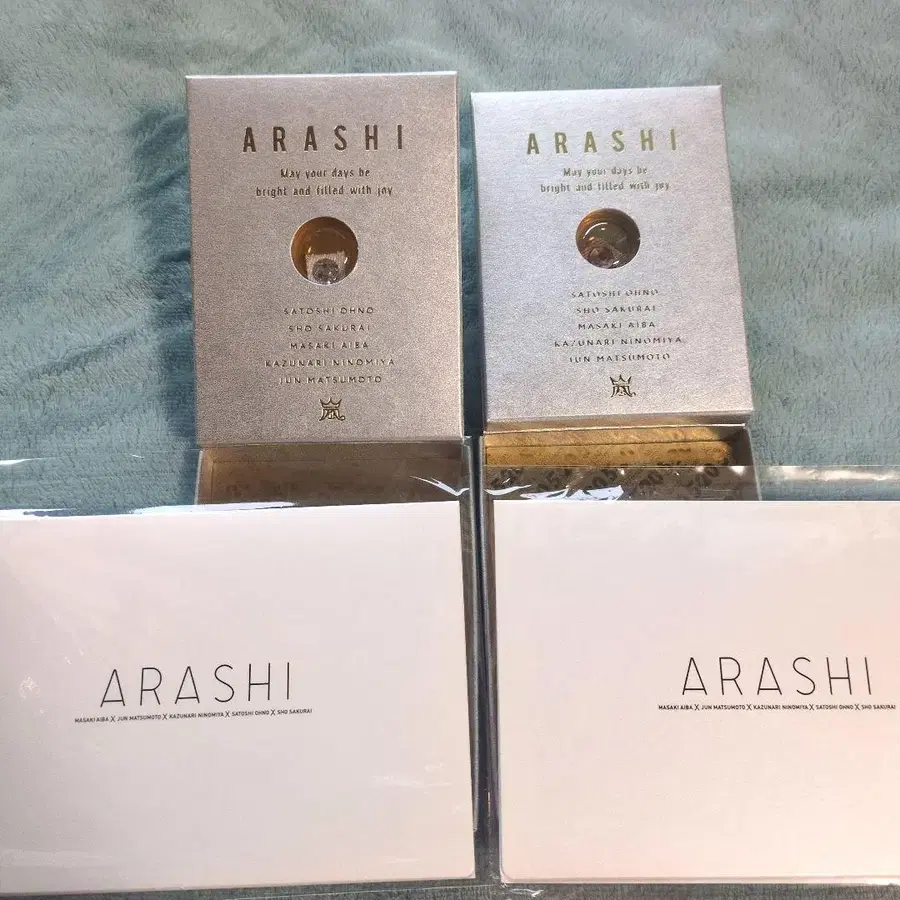 ARASHI
May your days be
bright and filled with joy
SATOSHI OHNO
SHO SAKURAI
MASAKI AIBA
KAZUNARI NINOMIYA
JUN MATSUMOTO
嵐
ARASHI
May your days be
bright and filled with joy
SATOSHI OHNO
SHO SAKURAI
MASAKI AIBA
KAZUNARI NINOMIYA
JUN MATSUMOTO
嵐
ARASHI
MASAKI AIBA X JUN MATSUMOTO X KAZUNARI NINOMIYA X SATOSHI OHNO X SHO SAKURAI
ARASHI
MASAKI AIBA X JUN MATSUMOTO X KAZUNARI NINOMIYA X SATOSHI OHNO X SHO SAKURAI